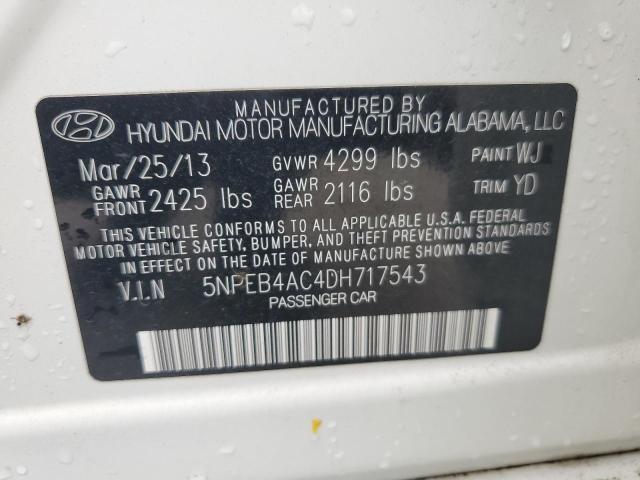 MANUFACTURED BY
HYUNDAI MOTOR MANUFACTURING ALABAMA, LLC
Mar/25/13 GVWR 4299 lbs PAINT WJ
GAWR FRONT 2425 lbs GAWR REAR 2116 lbs TRIM YD
THIS VEHICLE CONFORMS TO ALL APPLICABLE U.S.A. FEDERAL
MOTOR VEHICLE SAFETY, BUMPER, AND THEFT PREVENTION
STANDARDS IN EFFECT ON THE DATE OF MANUFACTURE SHOWN ABOVE
V.I.N 5NPEB4AC4DH717543
PASSENGER CAR